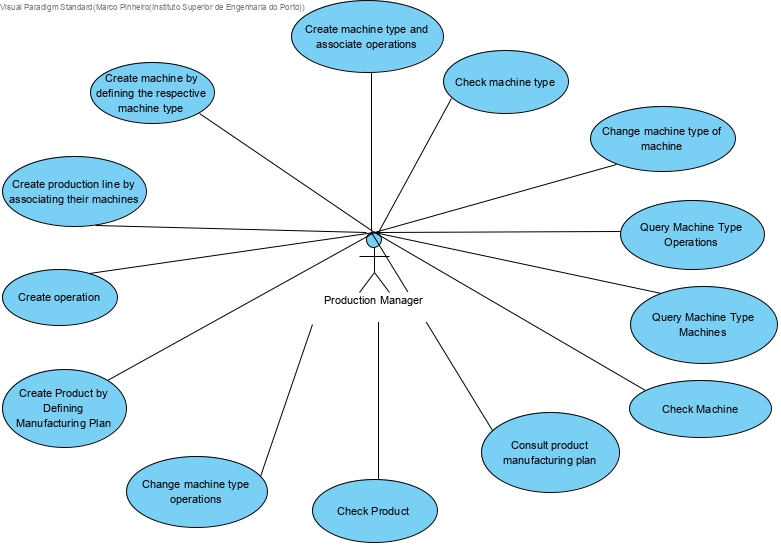 Visual Paradigm Standard(Marco Pinheiro(Instituto Superior de Engenharia do Porto))
Create machine type and
associate operations
Check machine type
Create machine by
defining the respective
machine type
Change machine type of
machine
Create production line by
associating their machines
Query Machine Type
Operations
Create operation
Production Manager
Query Machine Type
Machines
Create Product by
Defining
Manufacturing Plan
Check Machine
Consult product
manufacturing plan
Change machine type
operations
Check Product